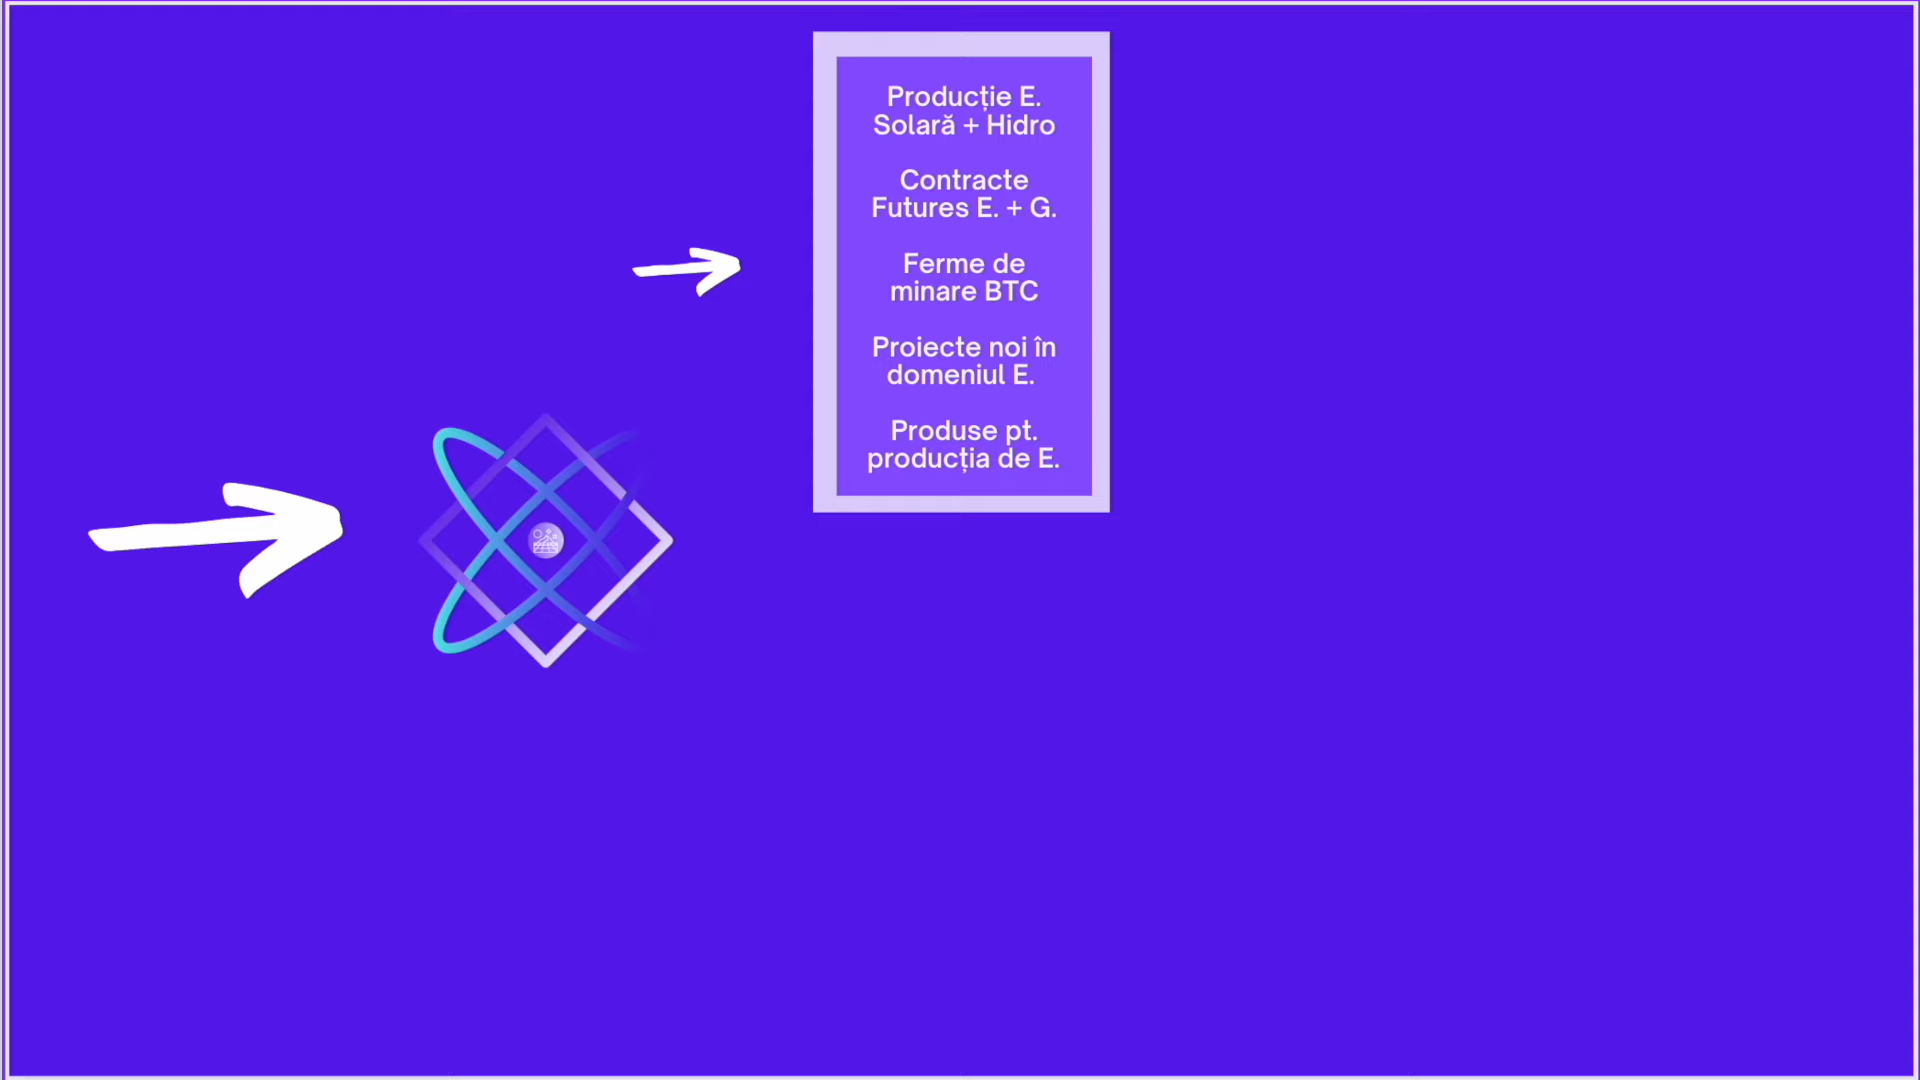 Producție E.
Solară + Hidro
Contracte
Futures E. + G.
Ferme de
minare BTC
Proiecte noi în
domeniul E.
Produse pt.
producția de E.